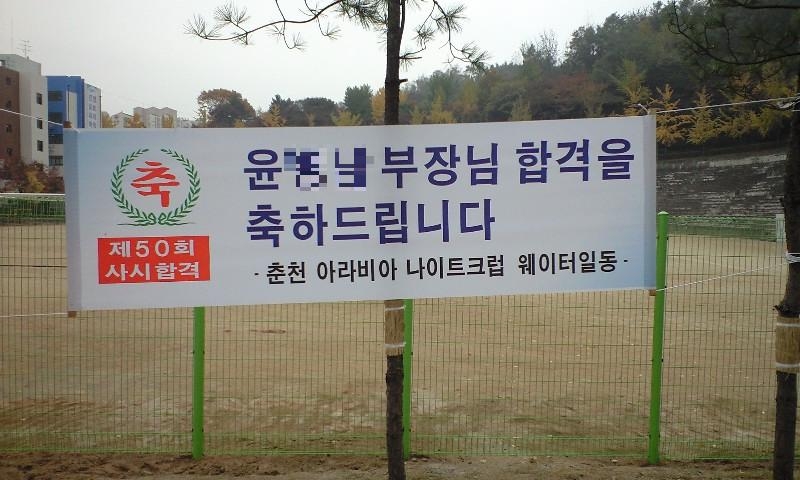 축
제50회
사시합격
윤 부장님 합격을
축하드립니다
- 춘천 아라비아 나이트크럽 웨이터일동 -